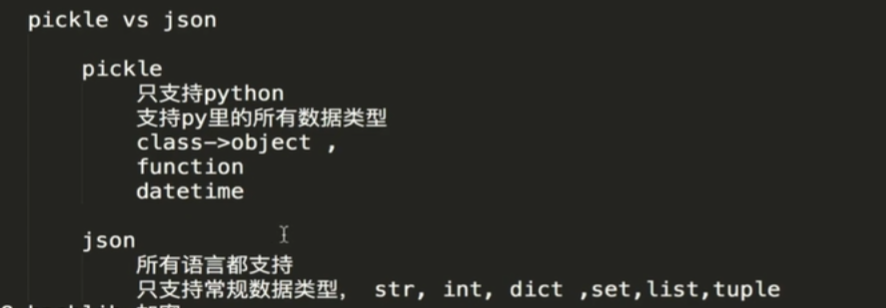 pickle vs json
pickle
只支持python
支持py里的所有数据类型
class->object ,
function
datetime
json
所有语言都支持
只支持常规数据类型, str, int, dict ,set,list,tuple